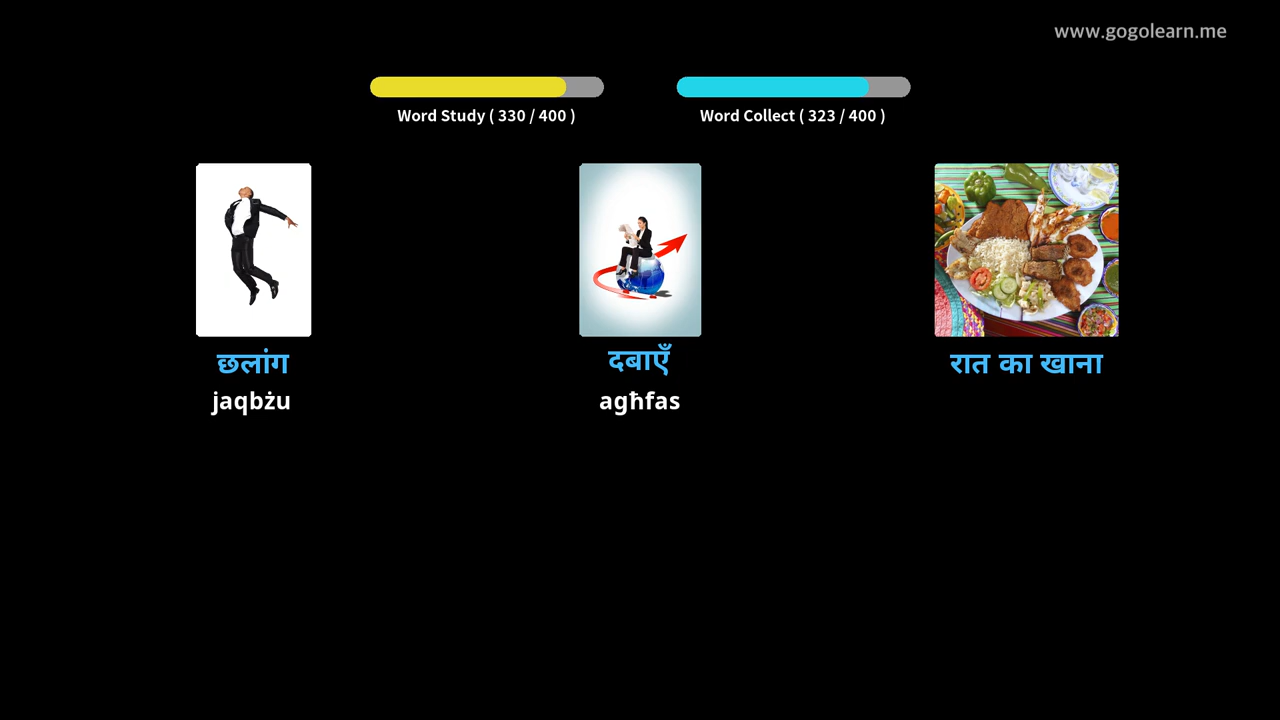 www.gogolearn.me
Word Study ( 330 / 400 )
Word Collect ( 323 / 400 )
छलांग
दबाएँ
रात का खाना
jaqbżu
agħfas